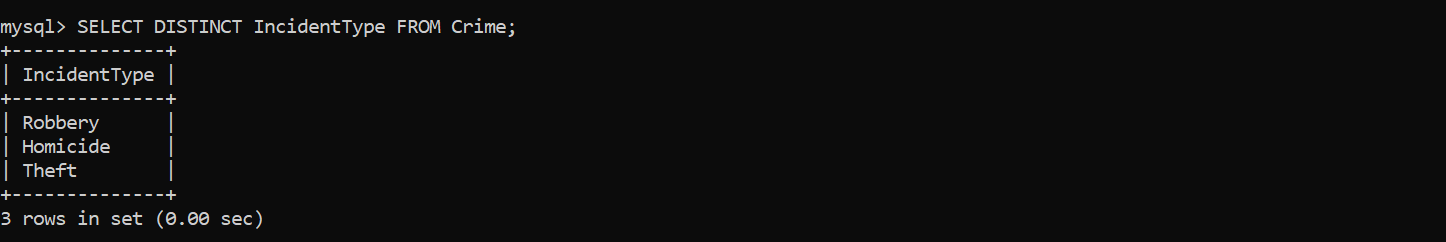 mysql> SELECT DISTINCT IncidentType FROM Crime;
+--------------+
| IncidentType |
+--------------+
| Robbery      |
| Homicide     |
| Theft        |
+--------------+
3 rows in set (0.00 sec)